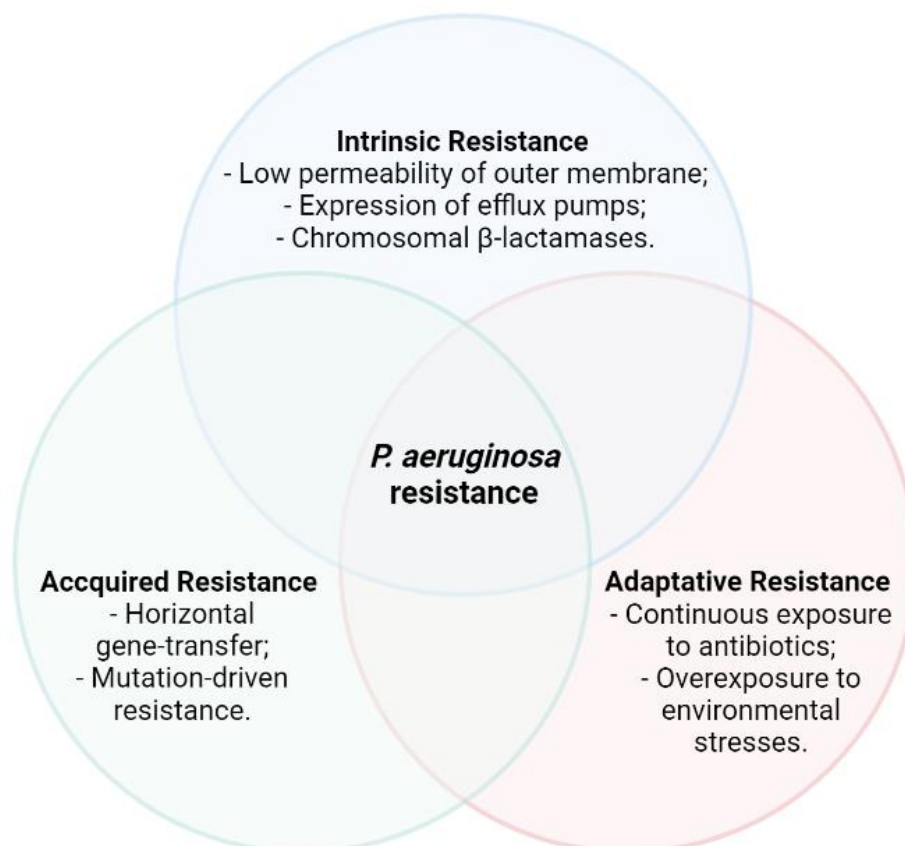 Intrinsic Resistance
- Low permeability of outer membrane;
- Expression of efflux pumps;
- Chromosomal β-lactamases.
P. aeruginosa
resistance
Accquired Resistance
- Horizontal
gene-transfer;
- Mutation-driven
resistance.
Adaptative Resistance
- Continuous exposure
to antibiotics;
- Overexposure to
environmental
stresses.